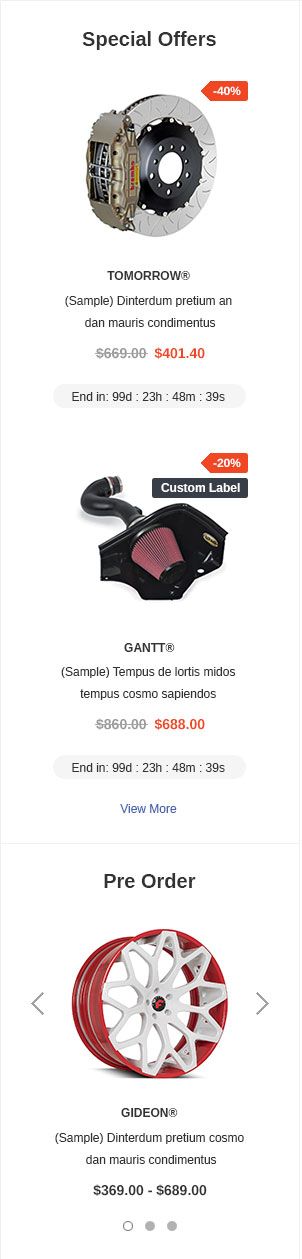 Special Offers
-40%
brembo
TOMORROW®
(Sample) Dinterdum pretium an
dan mauris condimentus
$669.00 $401.40
End in: 99d : 23h : 48m : 39s
-20%
Custom Label
GANTT®
(Sample) Tempus de lortis midos
tempus cosmo sapiendos
$860.00 $688.00
End in: 99d : 23h : 48m : 39s
View More
Pre Order
GIDEON®
(Sample) Dinterdum pretium cosmo
dan mauris condimentus
$369.00 - $689.00